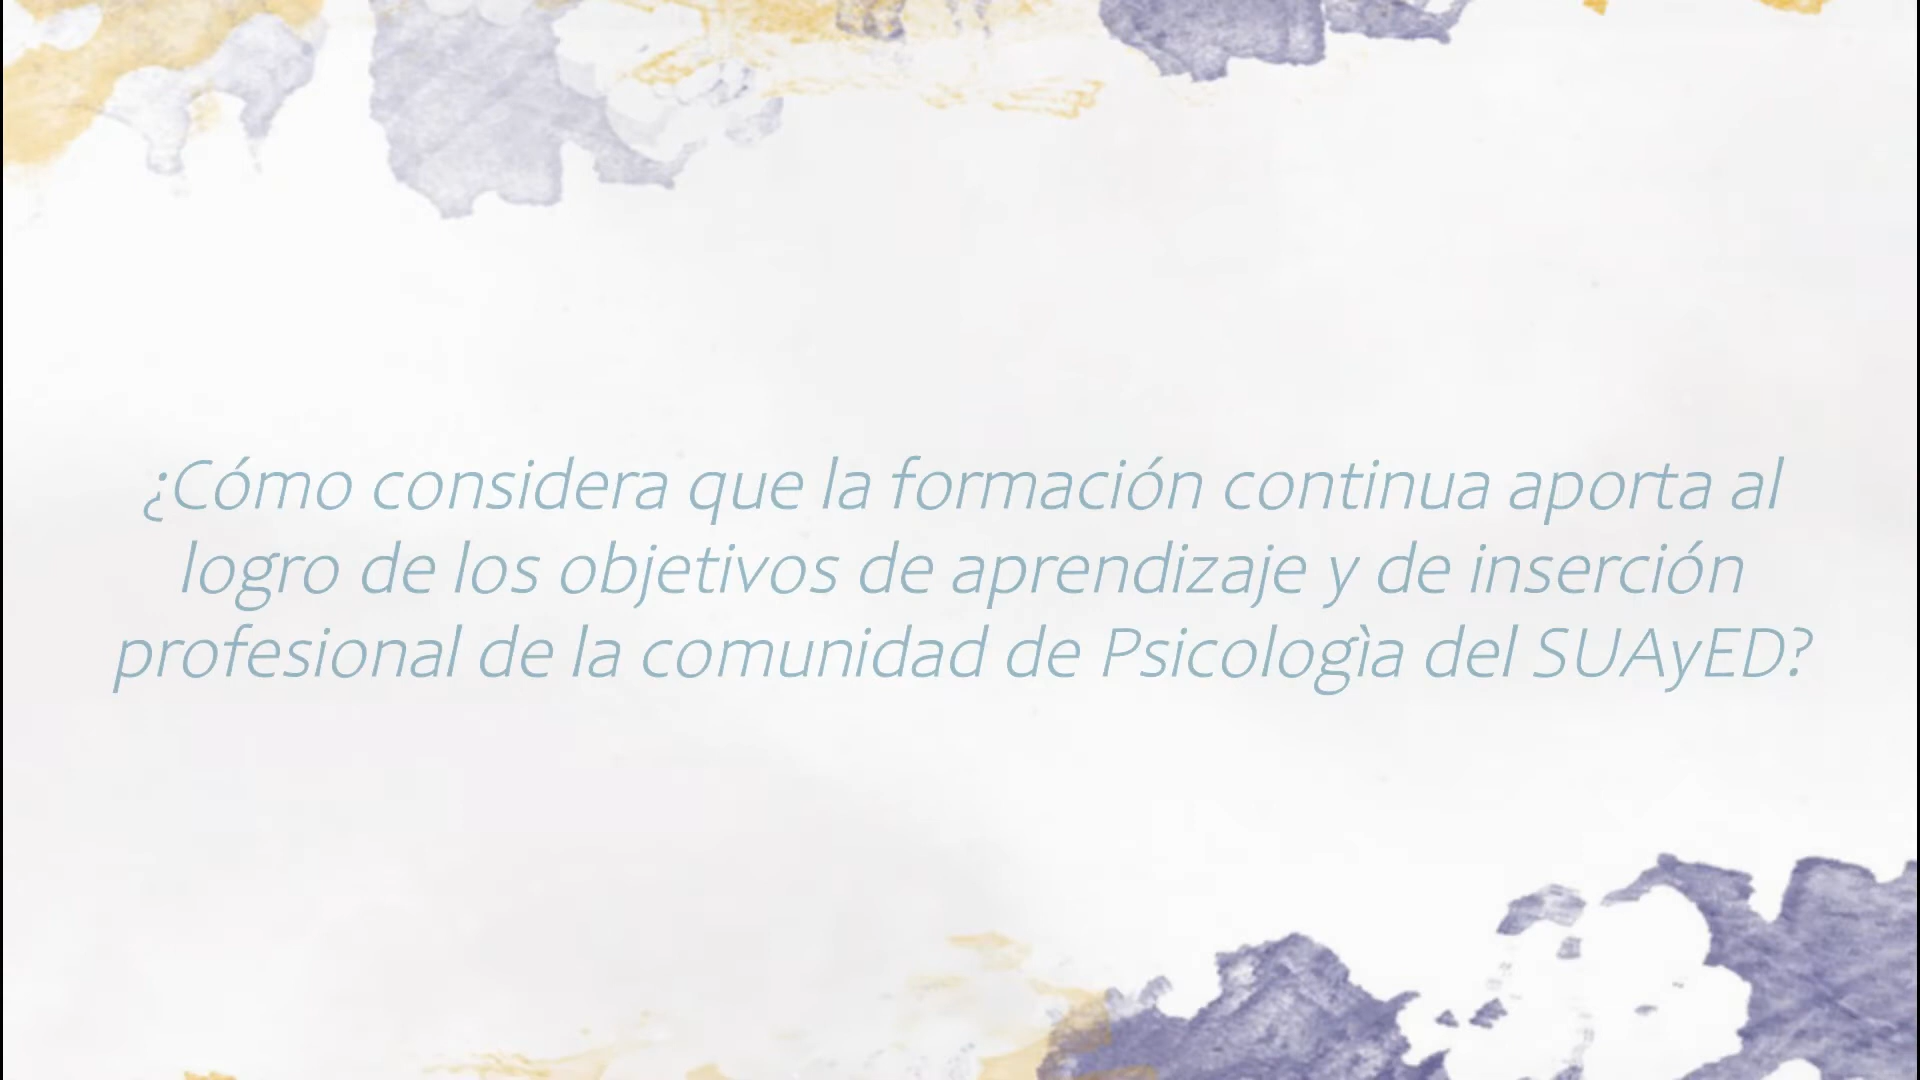 ¿Cómo considera que la formación continua aporta al
logro de los objetivos de aprendizaje y de inserción
profesional de la comunidad de Psicologìa del SUAyED?